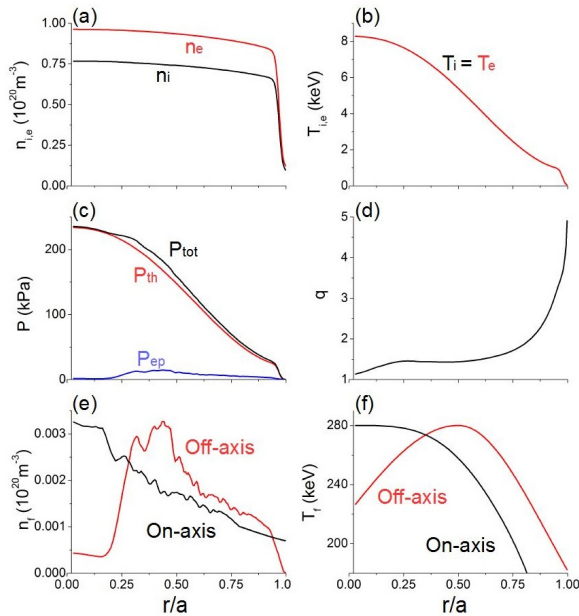 (a)
1.00
0.75
0.50
0.25
0.00
n_i,e (10^20 m^-3)
n_e
n_i
(b)
8
6
4
2
0
T_i,e (keV)
T_i = T_e
(c)
200
100
0
P (kPa)
P_tot
P_th
P_ep
(d)
5
4
3
2
1
q
(e)
0.003
0.002
0.001
0.000
n_f (10^20 m^-3)
Off-axis
On-axis
0.00 0.25 0.50 0.75 1.00
r/a
(f)
280
240
200
T_f (keV)
Off-axis
On-axis
0.00 0.25 0.50 0.75 1.00
r/a